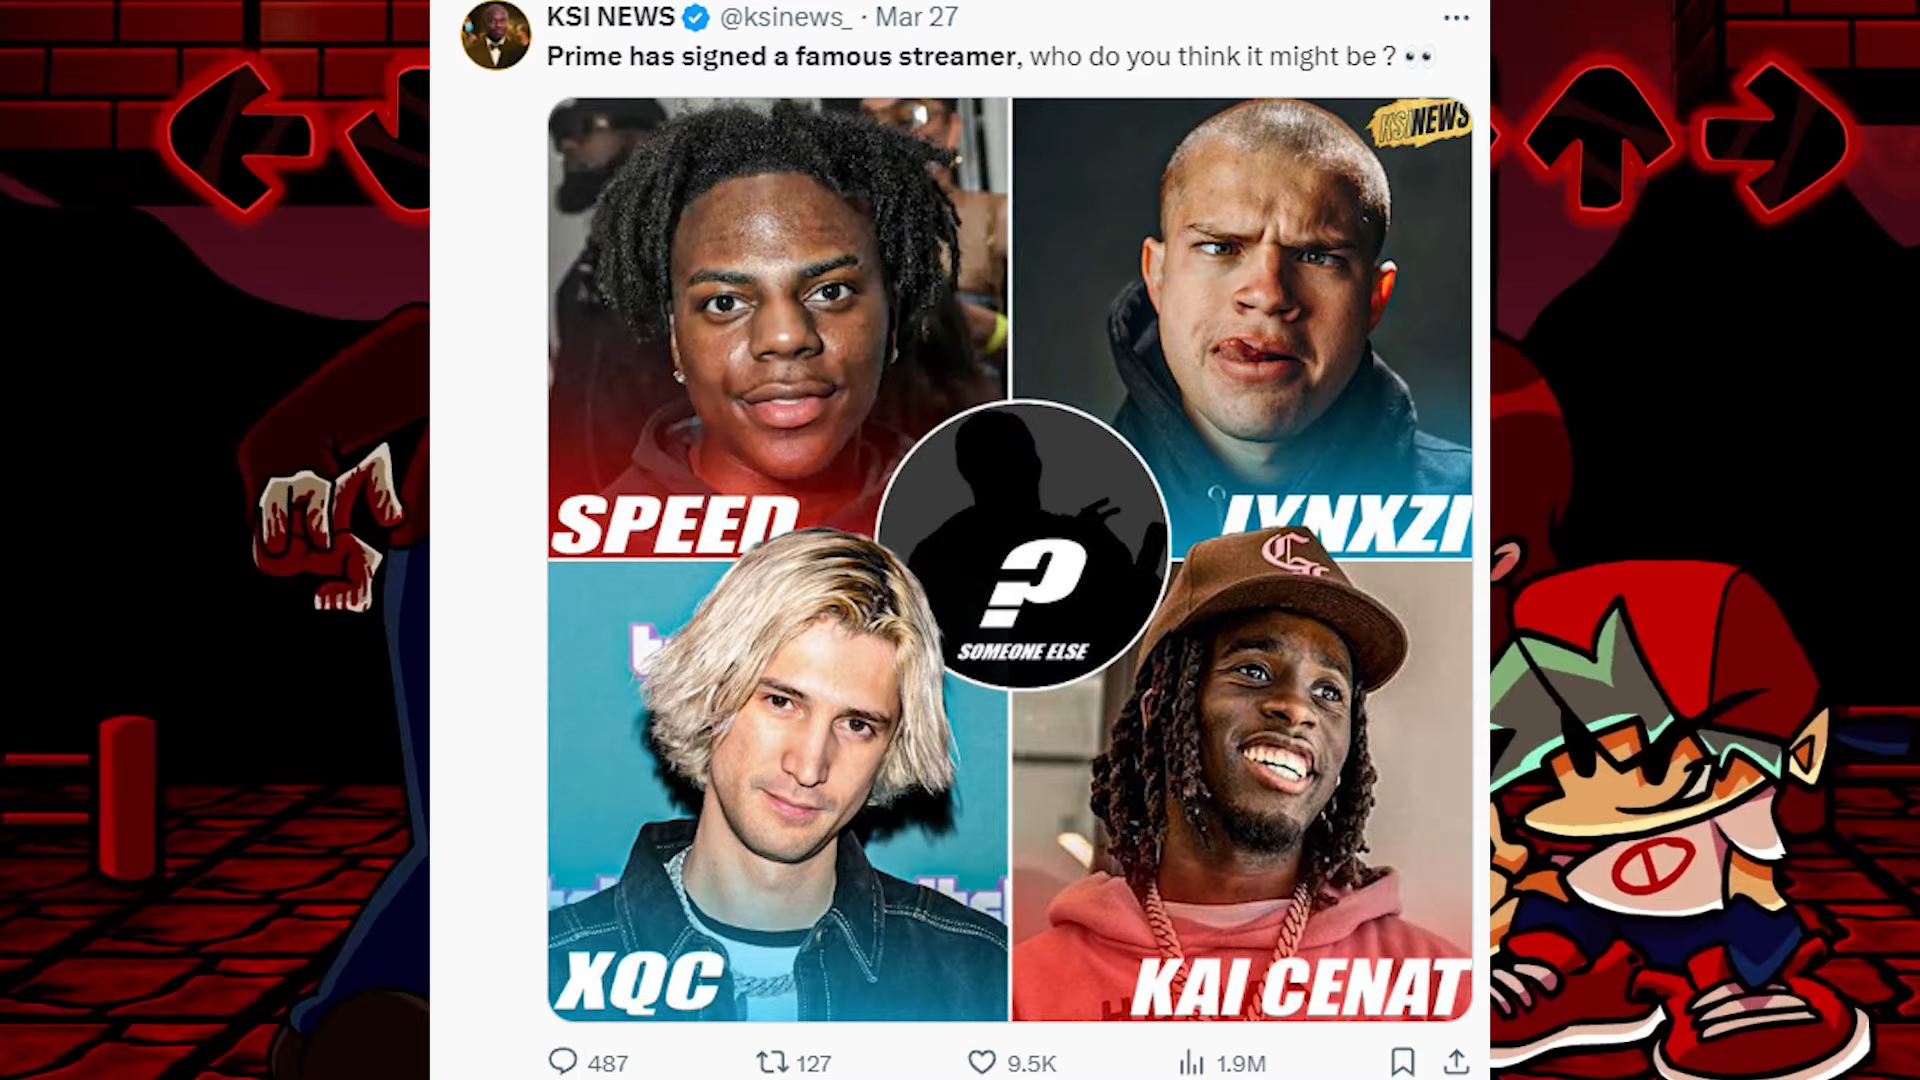 KSI NEWS @ksinews_ · Mar 27
Prime has signed a famous streamer, who do you think it might be ? 👀
KSINEWS
SPEED
JYNXZI
?
SOMEONE ELSE
XQC
KAI CENAT
487 127 9.5K 1.9M